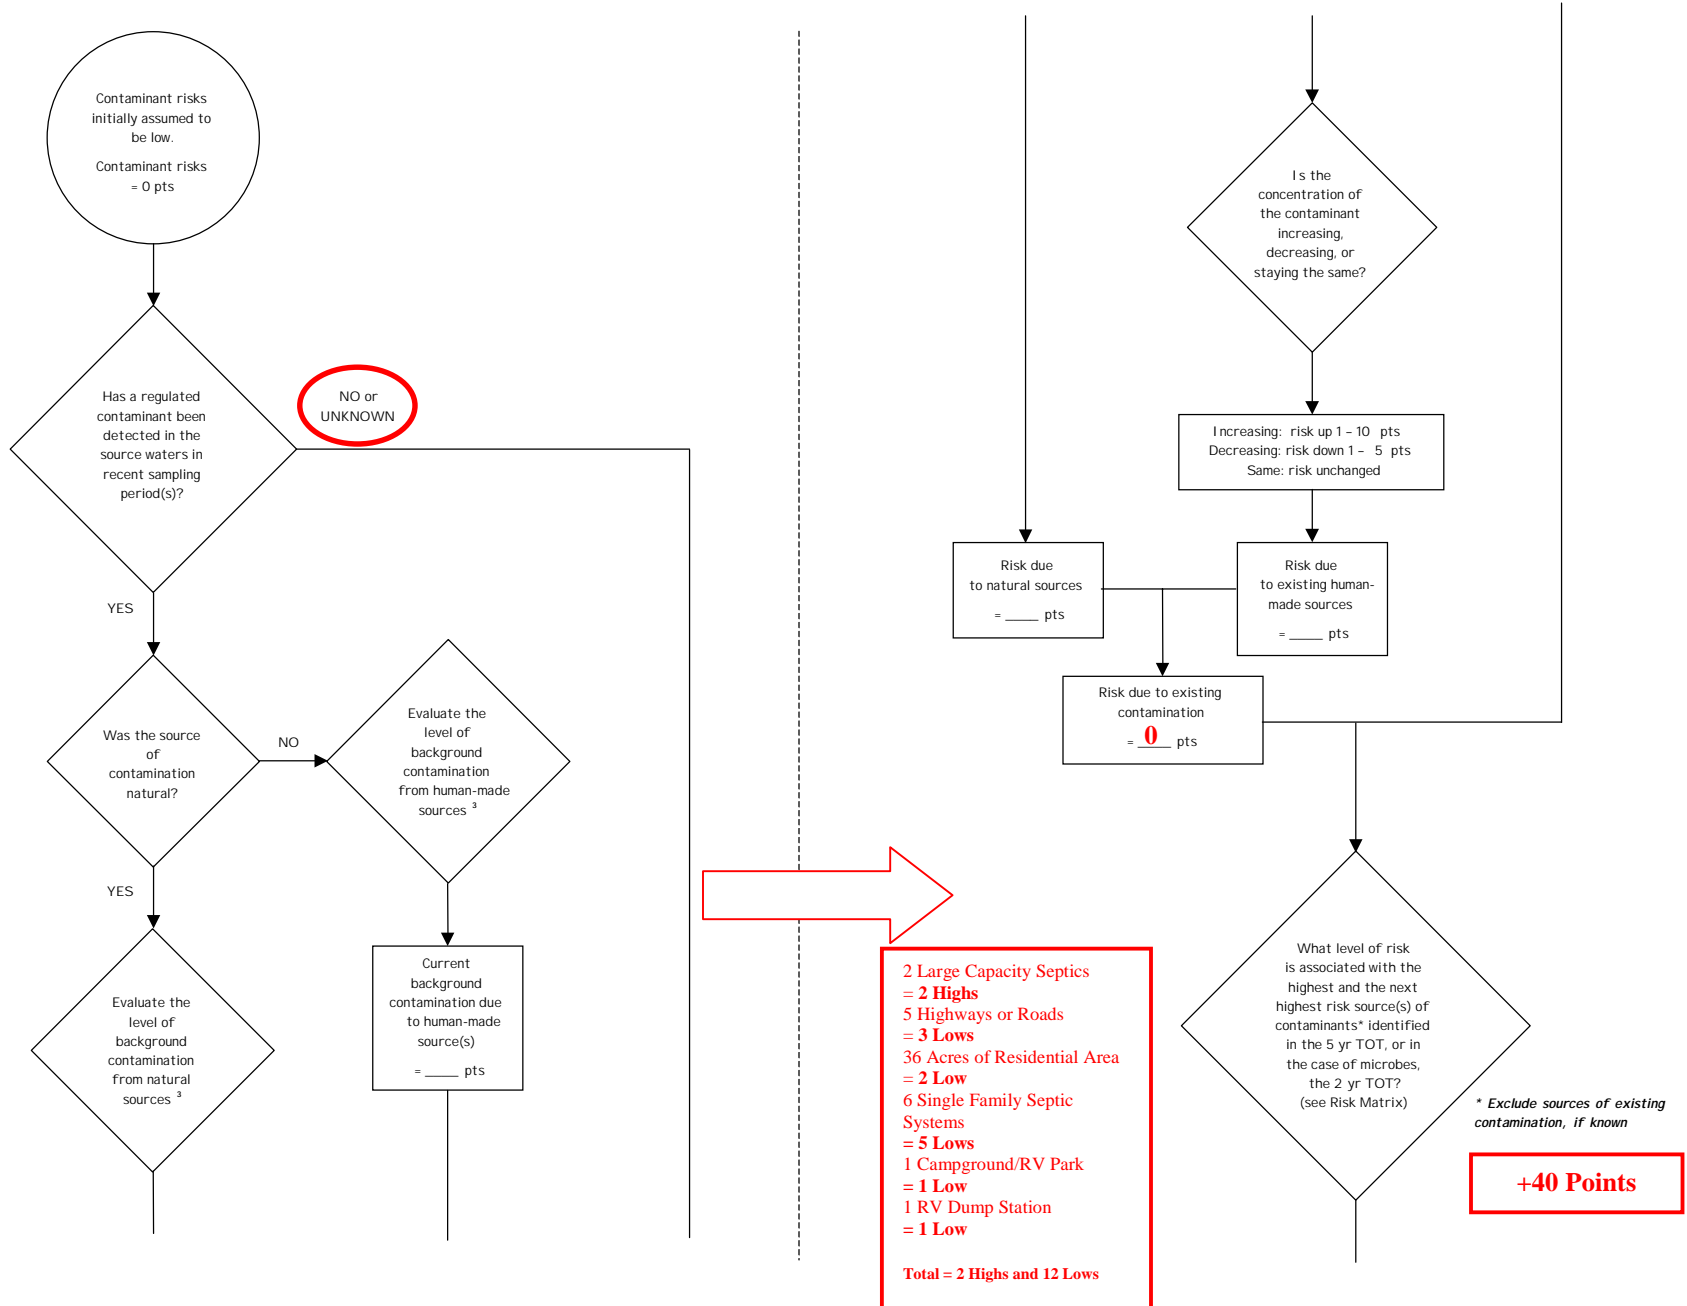 Contaminant risks
initially assumed to
be low.
Contaminant risks
= 0 pts
Has a regulated
contaminant been
detected in the
source waters in
recent sampling
period(s)?
NO or
UNKNOWN
YES
Was the source
of
contamination
natural?
NO
Evaluate the
level of
background
contamination
from human-made
sources ³
YES
Evaluate the
level of
background
contamination
from natural
sources ³
Current
background
contamination due
to human-made
source(s)
= _____ pts
Is the
concentration of
the contaminant
increasing,
decreasing, or
staying the same?
Increasing: risk up 1 – 10 pts
Decreasing: risk down 1 – 5 pts
Same: risk unchanged
Risk due
to natural sources
= _____ pts
Risk due
to existing human-
made sources
= _____ pts
Risk due to existing
contamination
= __0__ pts
2 Large Capacity Septics
= 2 Highs
5 Highways or Roads
= 3 Lows
36 Acres of Residential Area
= 2 Low
6 Single Family Septic
Systems
= 5 Lows
1 Campground/RV Park
= 1 Low
1 RV Dump Station
= 1 Low
Total = 2 Highs and 12 Lows
What level of risk
is associated with the
highest and the next
highest risk source(s) of
contaminants* identified
in the 5 yr TOT, or in
the case of microbes,
the 2 yr TOT?
(see Risk Matrix)
* Exclude sources of existing
contamination, if known
+40 Points